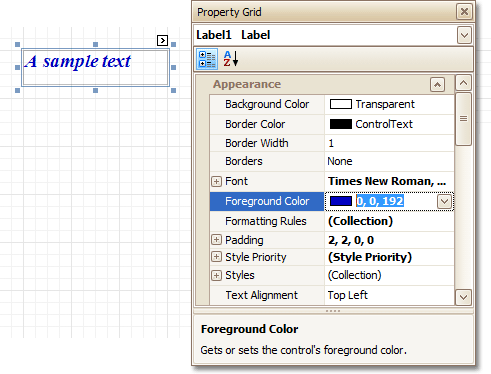 A sample text
Property Grid
Label1 Label
A
Z
Appearance
Background Color Transparent
Border Color ControlText
Border Width 1
Borders None
Font Times New Roman, ...
Foreground Color 0, 0, 192
Formatting Rules (Collection)
Padding 2, 2, 0, 0
Style Priority (Style Priority)
Styles (Collection)
Text Alignment Top Left
Foreground Color
Gets or sets the control's foreground color.